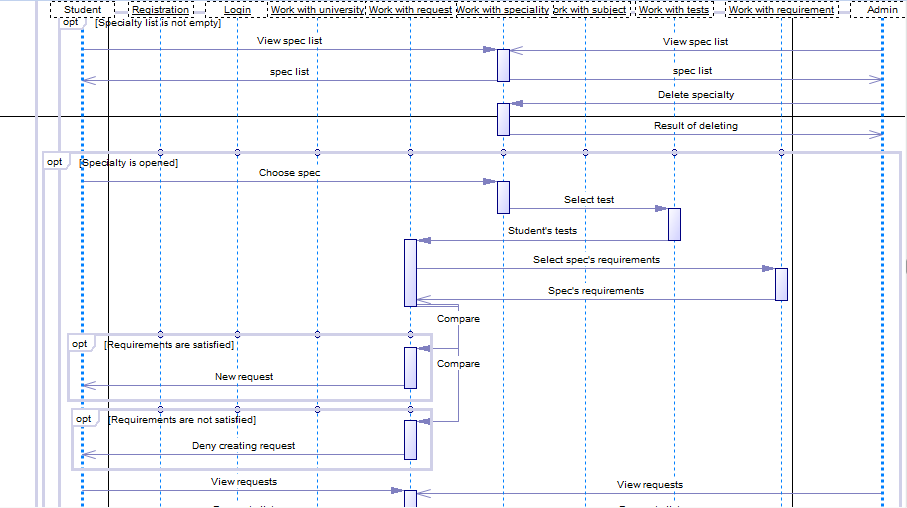 Student
Registration
Login
Work with university
Work with request
Work with speciality
ork with subject
Work with tests
Work with requirement
Admin
opt [Specialty list is not empty]
View spec list
View spec list
spec list
spec list
Delete specialty
Result of deleting
opt [Specialty is opened]
Choose spec
Select test
Student's tests
Select spec's requirements
Spec's requirements
Compare
opt [Requirements are satisfied]
Compare
New request
opt [Requirements are not satisfied]
Deny creating request
View requests
View requests